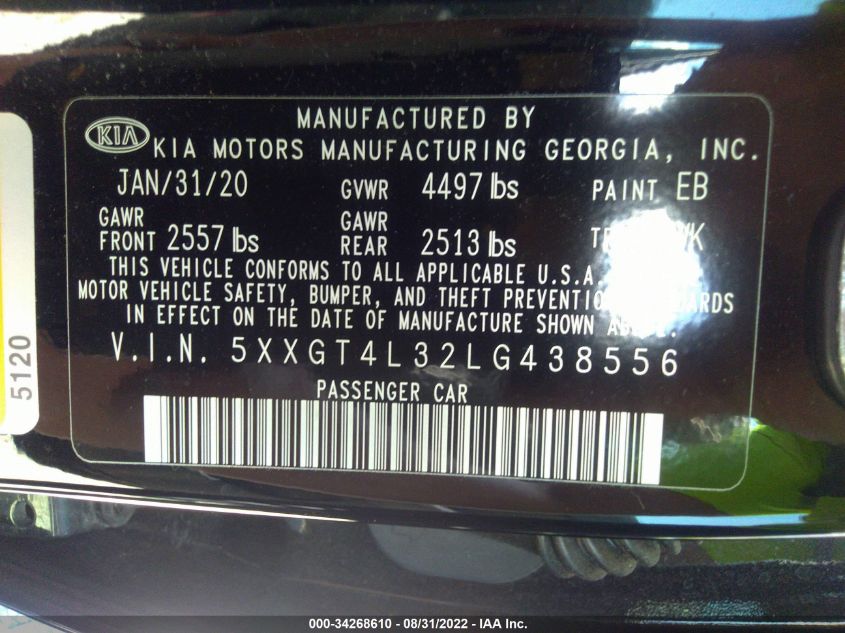 MANUFACTURED BY
KIA KIA MOTORS MANUFACTURING GEORGIA, INC.
JAN/31/20 GVWR 4497 lbs PAINT EB
GAWR FRONT 2557 lbs GAWR REAR 2513 lbs
THIS VEHICLE CONFORMS TO ALL APPLICABLE U.S.A
MOTOR VEHICLE SAFETY, BUMPER, AND THEFT PREVENTION
IN EFFECT ON THE DATE OF MANUFACTURE SHOWN
V.I.N. 5XXGT4L32LG438556
PASSENGER CAR
5120
000-34268610 - 08/31/2022 - IAA Inc.